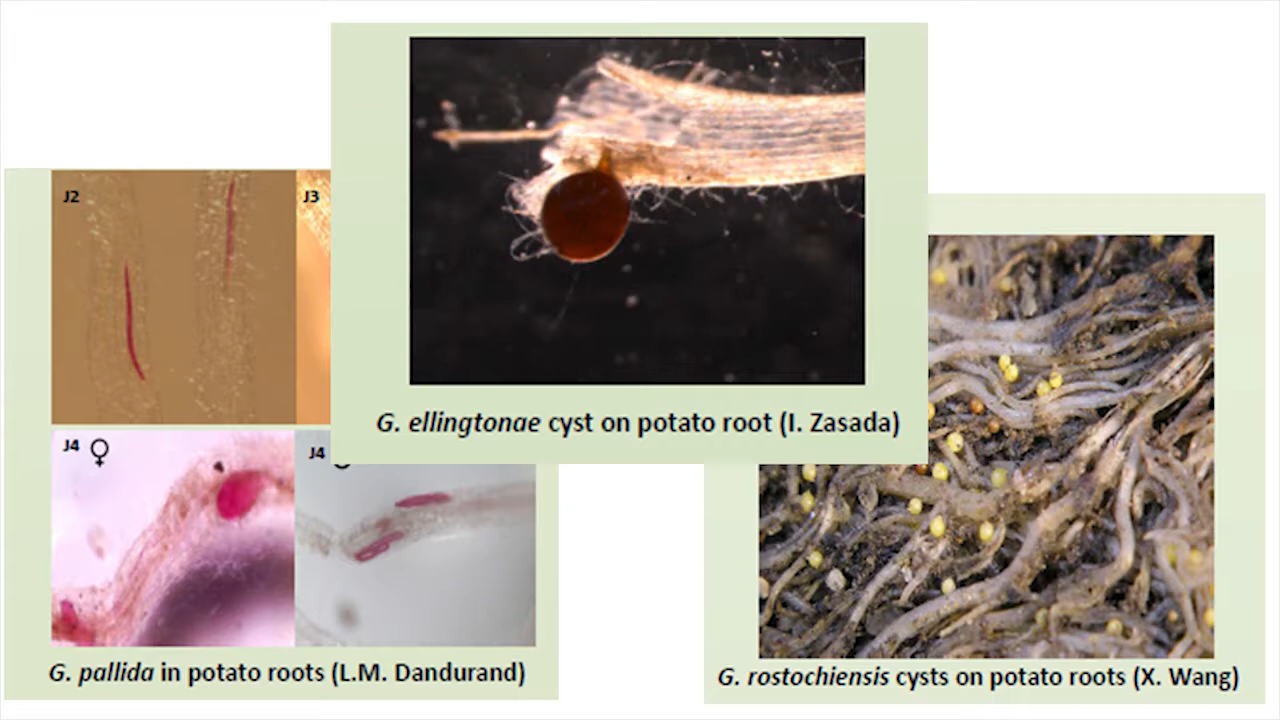 J2
J3
J4 ♀
J4
G. ellingtonae cyst on potato root (I. Zasada)
G. pallida in potato roots (L.M. Dandurand)
G. rostochiensis cysts on potato roots (X. Wang)